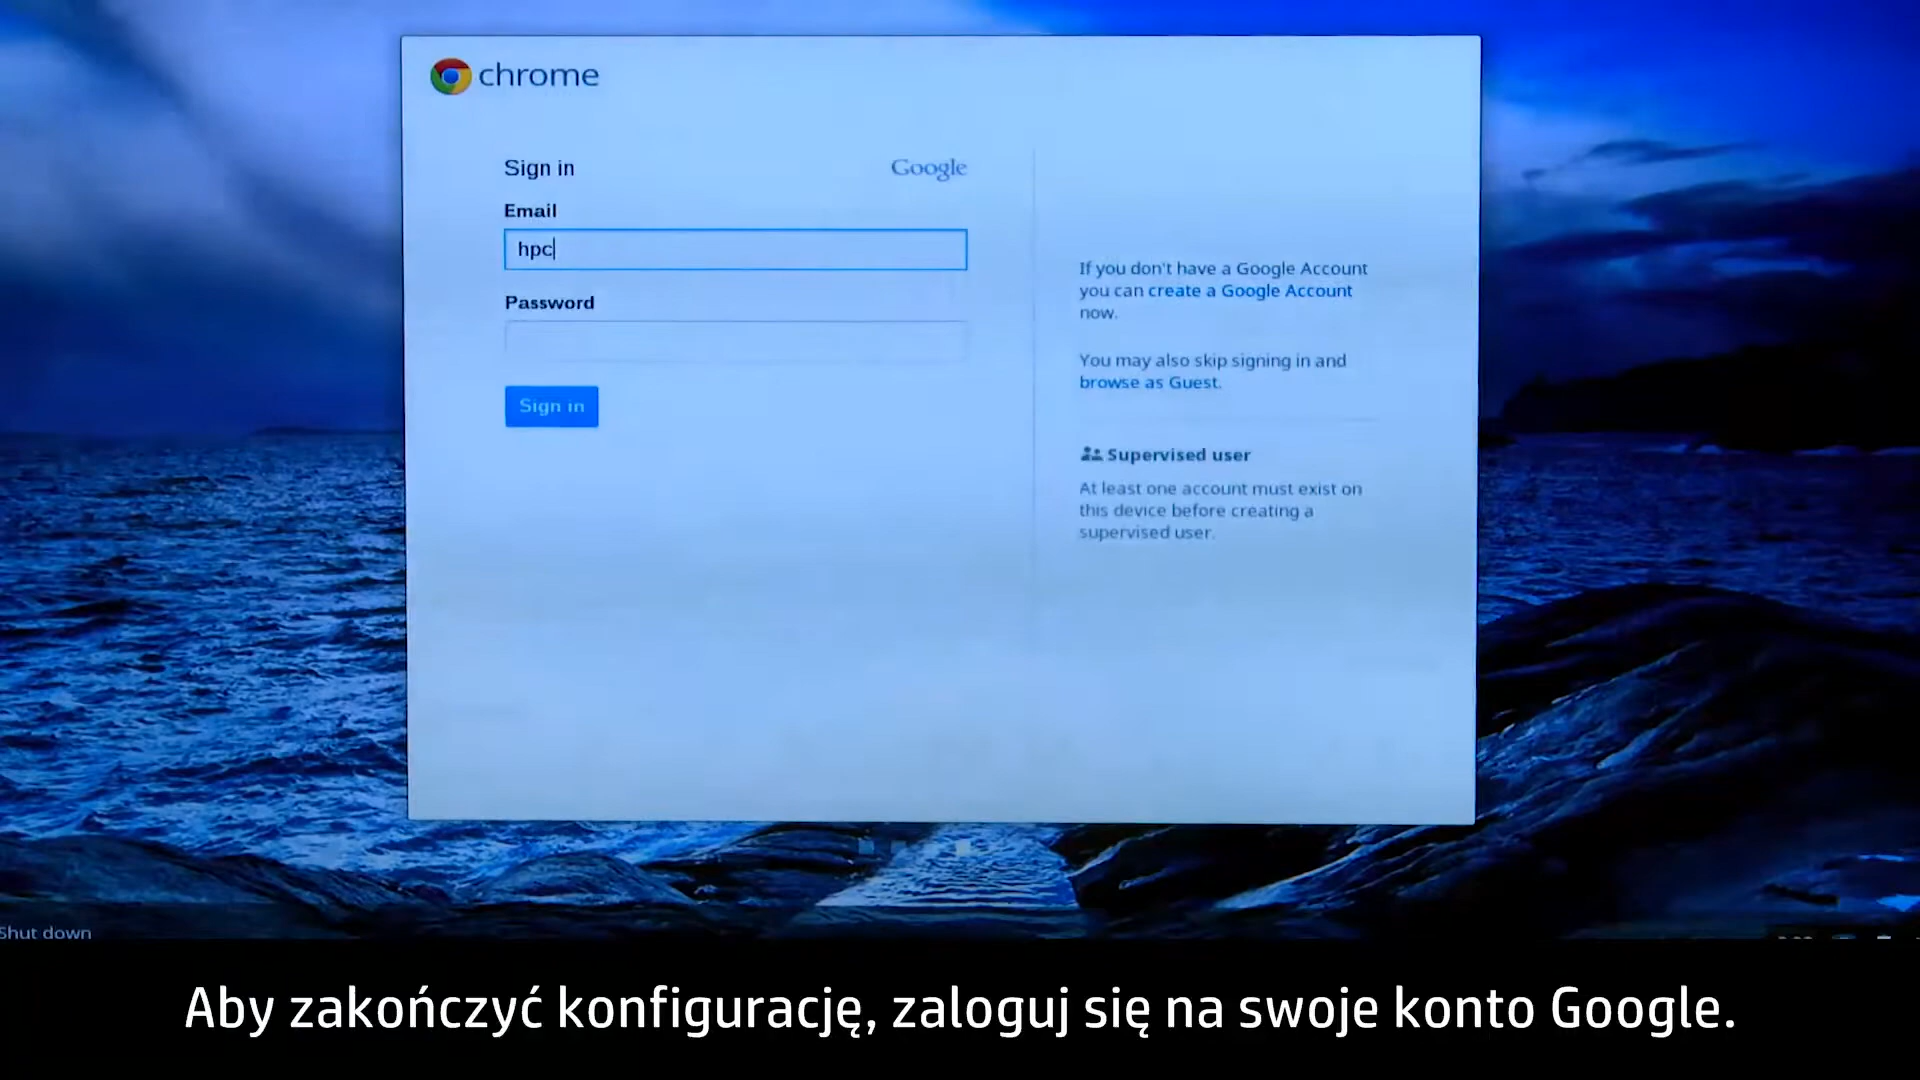 chrome
Sign in
Google
Email
hpc
Password
Sign in
If you don't have a Google Account
you can create a Google Account
now.
You may also skip signing in and
browse as Guest.
Supervised user
At least one account must exist on
this device before creating a
supervised user.
Shut down
Aby zakończyć konfigurację, zaloguj się na swoje konto Google.